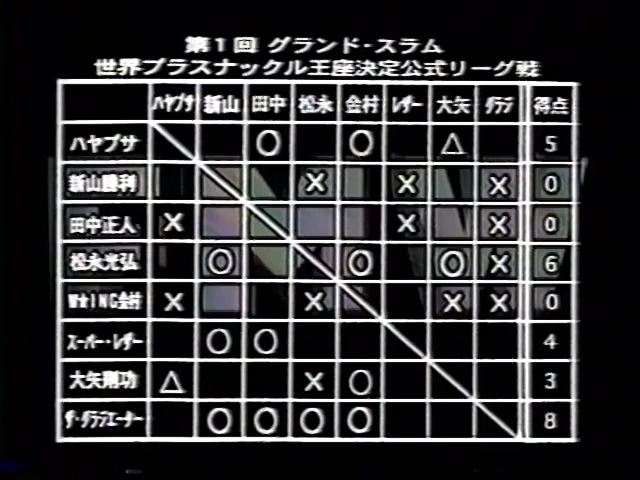 第1回 グランド・スラム
世界ブラスナックル王座決定公式リーグ戦
ハヤブサ 新山 田中 松永 金村 レザー 大矢 グラジ 得点
ハヤブサ ○ ○ △ 5
新山勝利 × × × 0
田中正人 × × × 0
松永光弘 ○ ○ ○ × 6
W★ING金村 × × × × 0
スーパー・レザー ○ ○ 4
大矢剛功 △ × ○ 3
ザ・グラジエーター ○ ○ ○ ○ 8